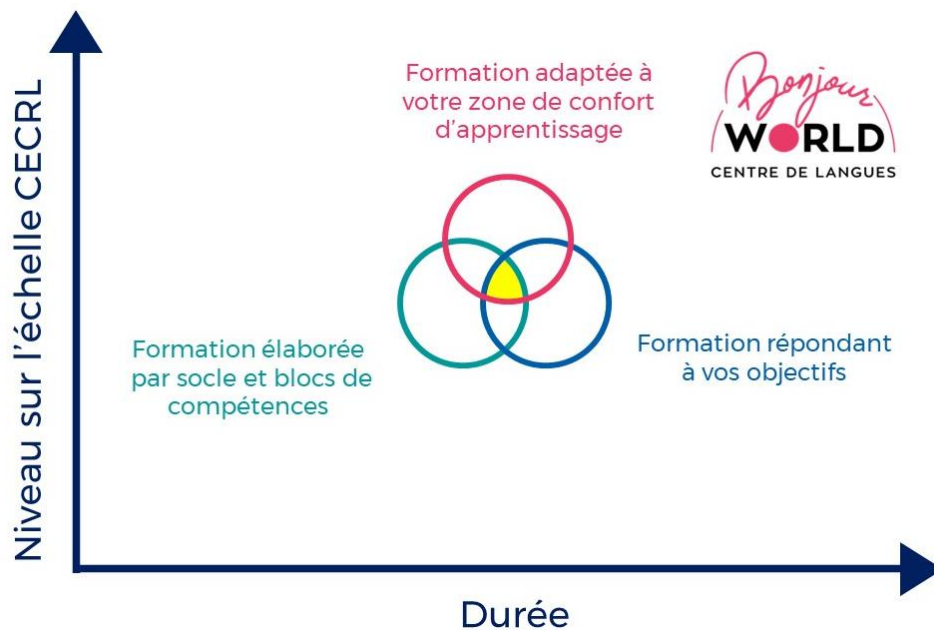 Niveau sur l'échelle CECRL
Formation adaptée à
votre zone de confort
d'apprentissage
Bonjour
WORLD
CENTRE DE LANGUES
Formation élaborée
par socle et blocs de
compétences
Formation répondant
à vos objectifs
Durée